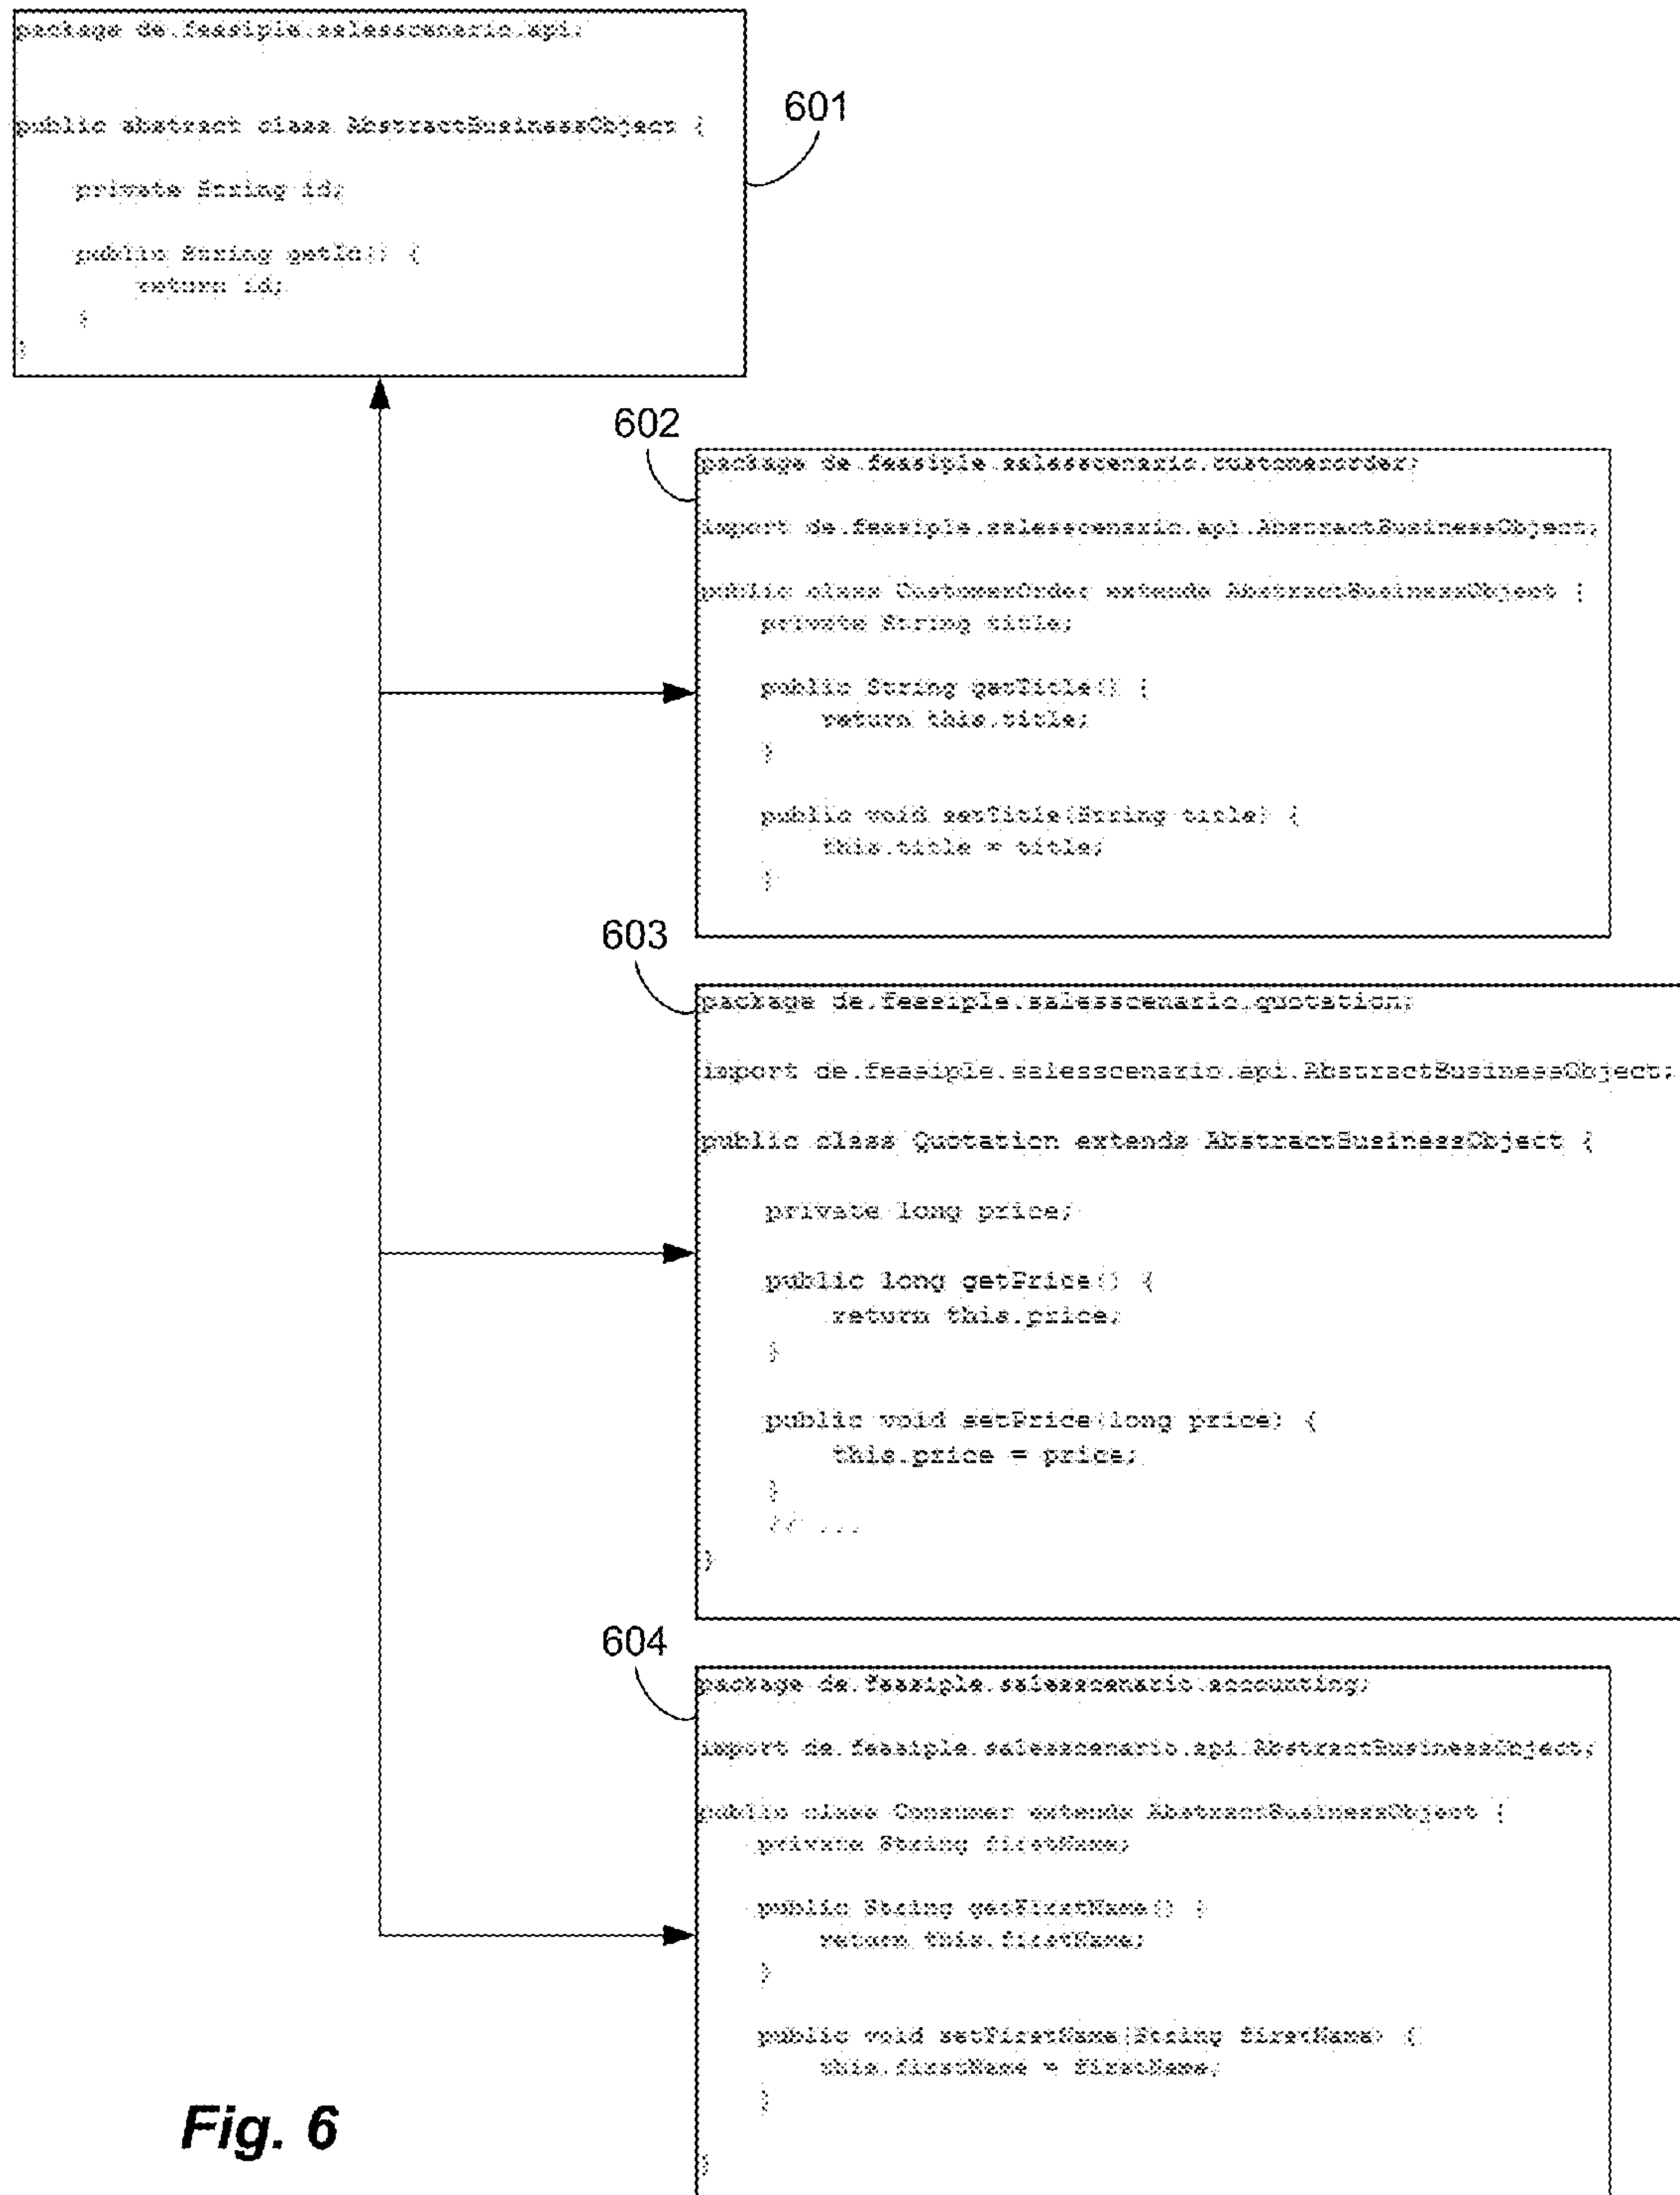 package de.feasiple.salesscenario.api;
public abstract class AbstractBusinessObject {
private String id;
public String getId() {
return id;
}
}
601
602
package de.feasiple.salesscenario.customerorder;
import de.feasiple.salesscenario.api.AbstractBusinessObject;
public class CustomerOrder extends AbstractBusinessObject {
private String title;
public String getTitle() {
return this.title;
}
public void setTitle(String title) {
this.title = title;
}
603
package de.feasiple.salesscenario.quotation;
import de.feasiple.salesscenario.api.AbstractBusinessObject;
public class Quotation extends AbstractBusinessObject {
private long price;
public long getPrice() {
return this.price;
}
public void setPrice(long price) {
this.price = price;
}
// ...
}
604
package de.feasiple.salesscenario.accounting;
import de.feasiple.salesscenario.api.AbstractBusinessObject;
public class Consumer extends AbstractBusinessObject {
private String firstName;
public String getFirstName() {
return this.firstName;
}
public void setFirstName(String firstName) {
this.firstName = firstName;
}
}
Fig. 6